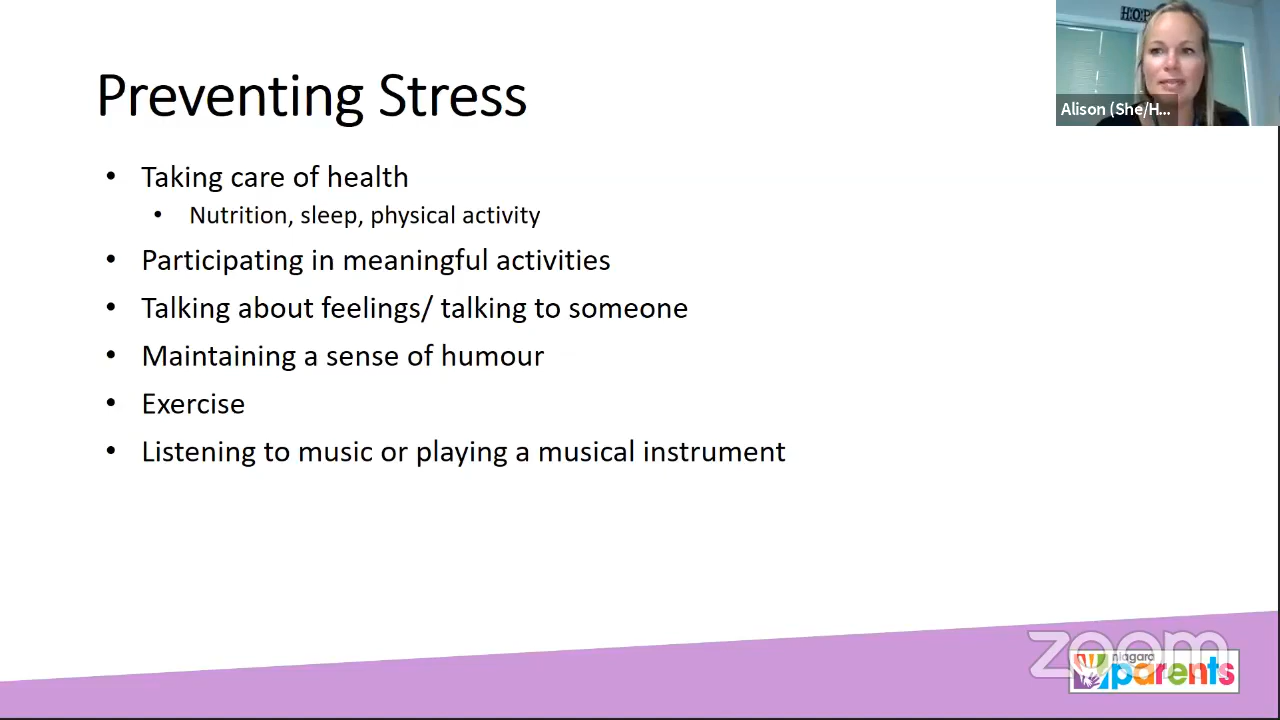 Preventing Stress
• Taking care of health
• Nutrition, sleep, physical activity
• Participating in meaningful activities
• Talking about feelings/ talking to someone
• Maintaining a sense of humour
• Exercise
• Listening to music or playing a musical instrument
Alison (She/H...
zoom
niagara
parents